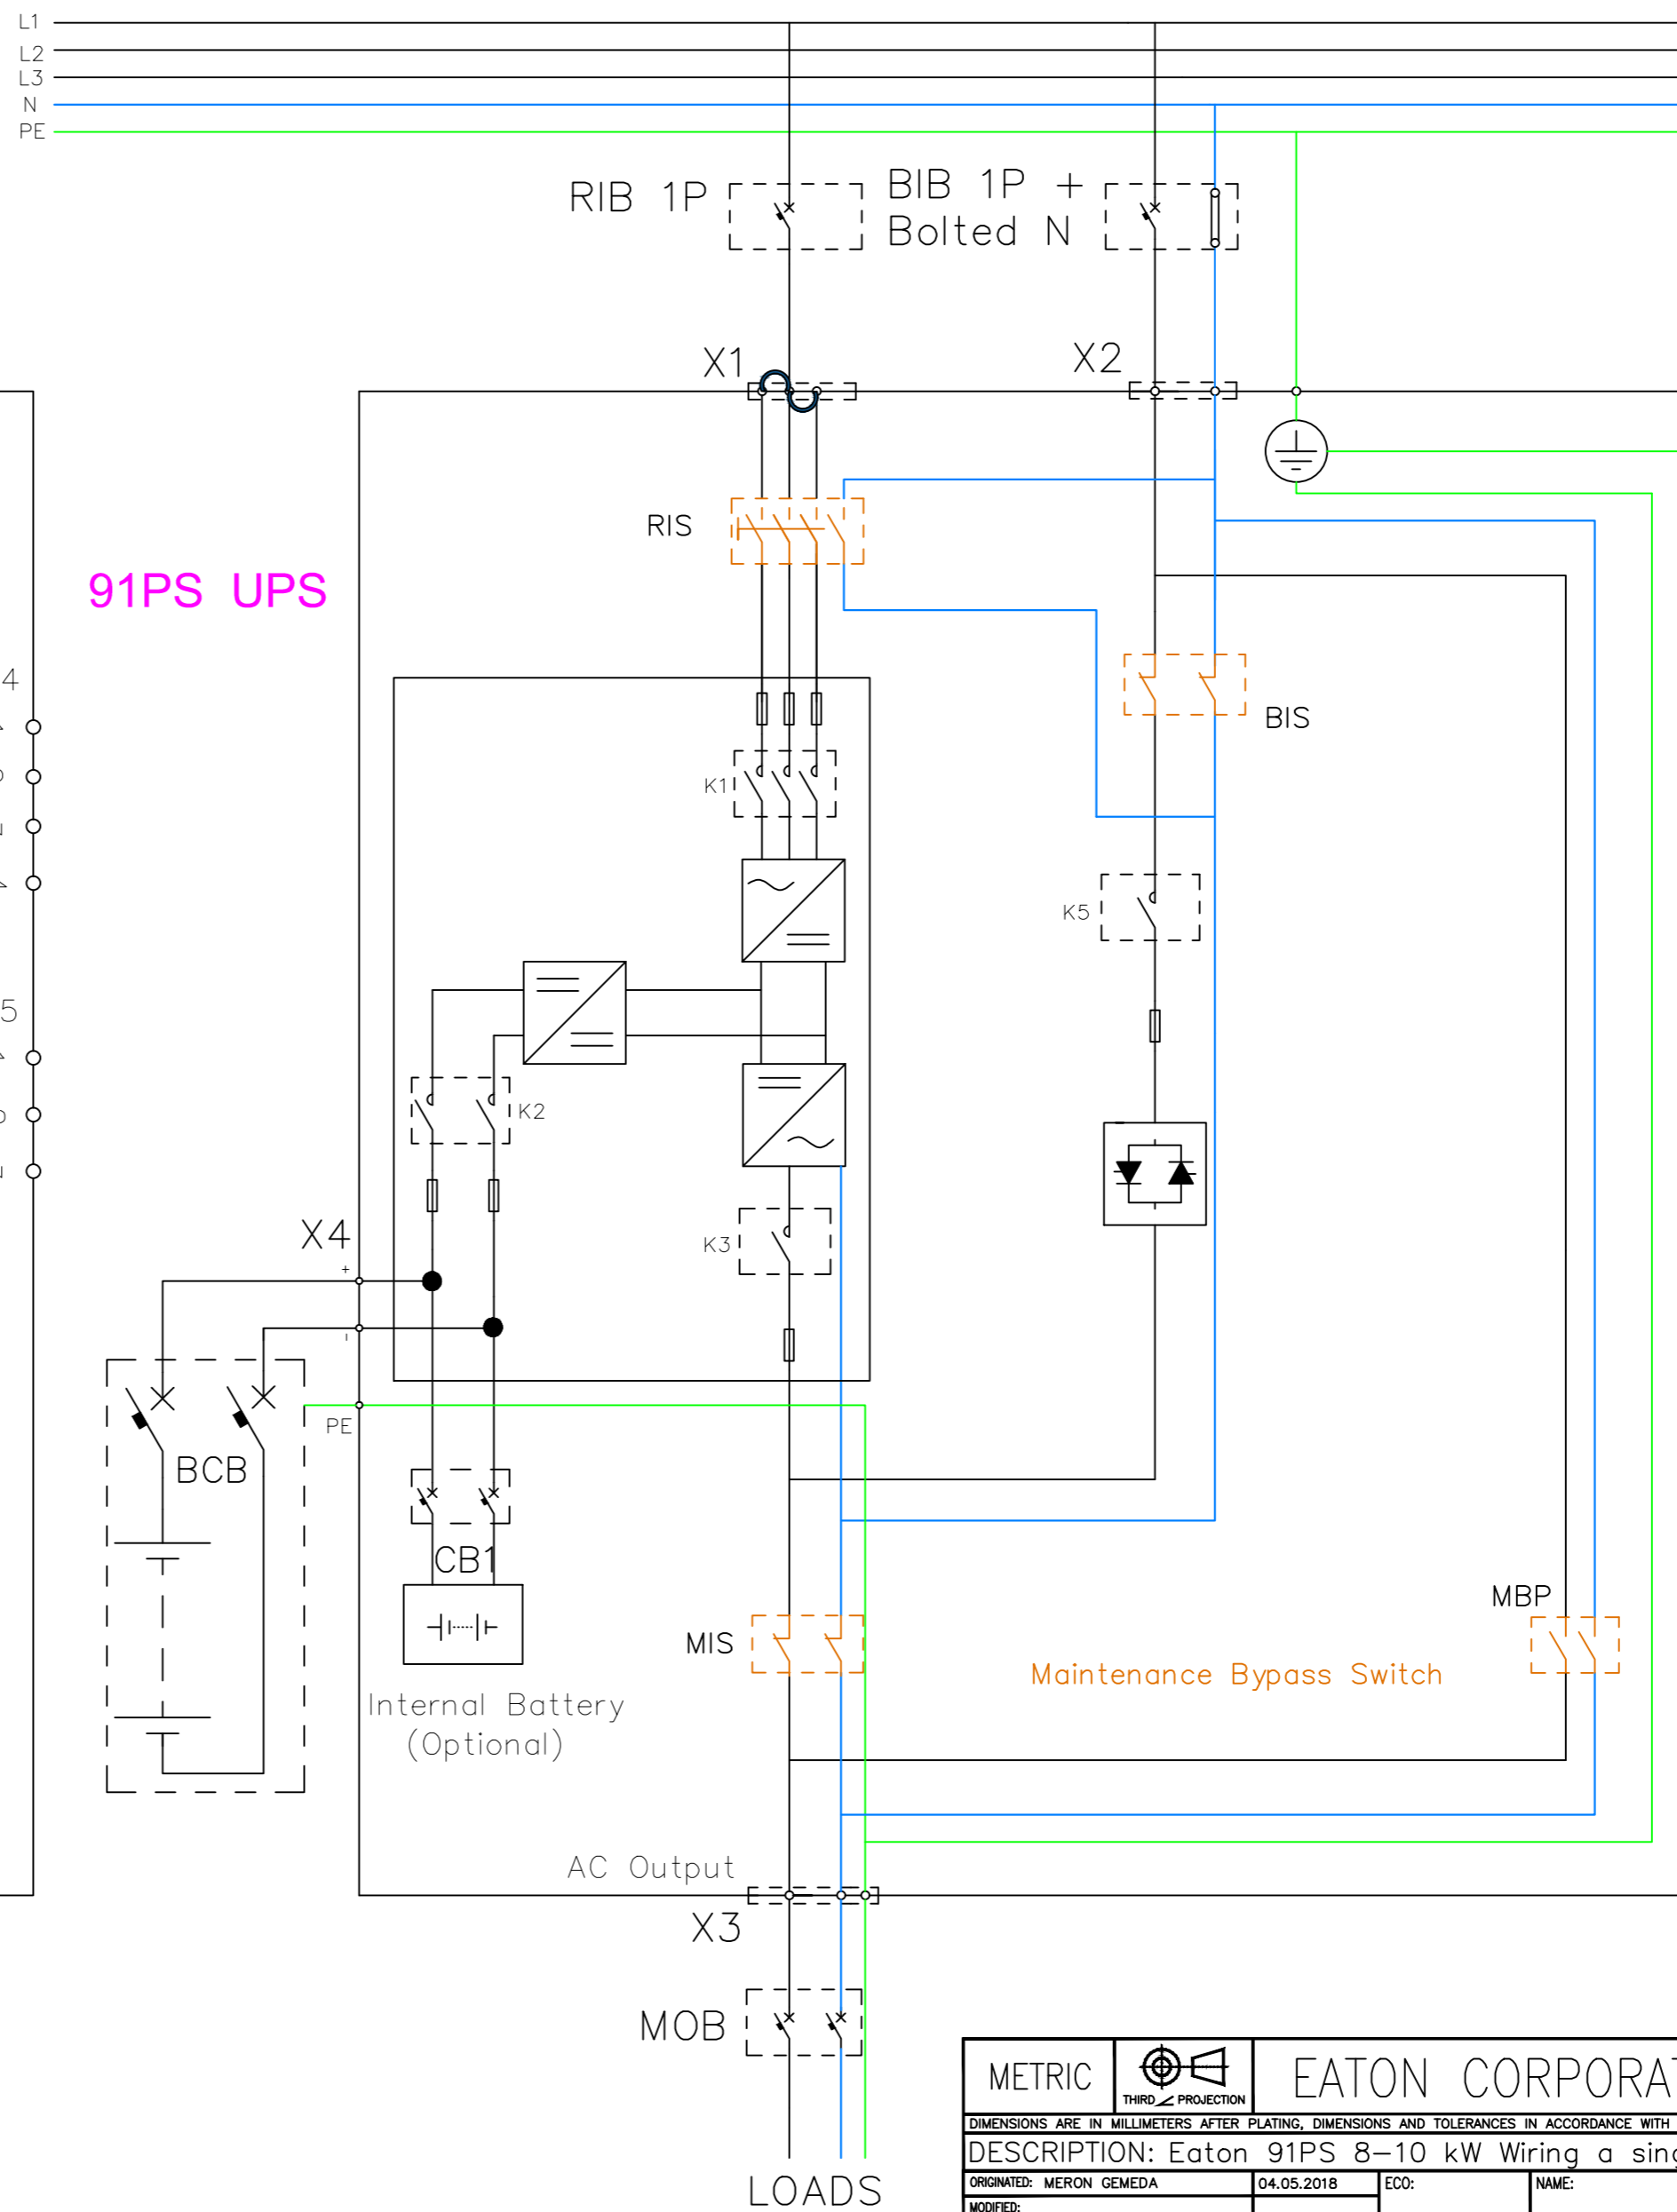 L1
L2
L3
N
PE
RIB 1P
BIB 1P +
Bolted N
X1
X2
RIS
91PS UPS
4
BIS
K1
K5
5
K2
X4
+
-
K3
PE
BCB
CB1
MBP
MIS
Maintenance Bypass Switch
Internal Battery
(Optional)
AC Output
X3
MOB
METRIC
THIRD PROJECTION
EATON
DIMENSIONS ARE IN MILLIMETERS AFTER PLATING, DIMENSIONS AND TOLERANCES IN ACCORDANCE WITH
DESCRIPTION: Eaton 91PS 8-10 kW Wiring a
ORIGINATED: MERON GEMEDA
04.05.2018
ECO:
NAME:
MODIFIED:
LOADS